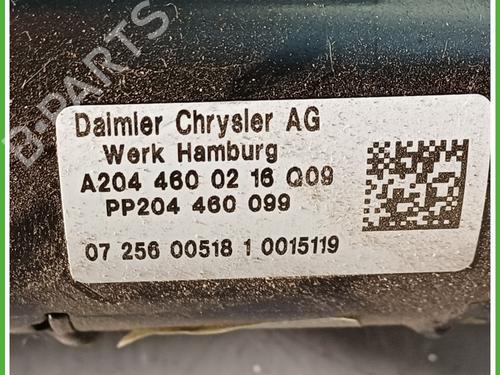 B-PARTS
Daimler Chrysler AG
Werk Hamburg
A204 460 02 16 Q09
PP204 460 099
07 256 00518 1 0015119